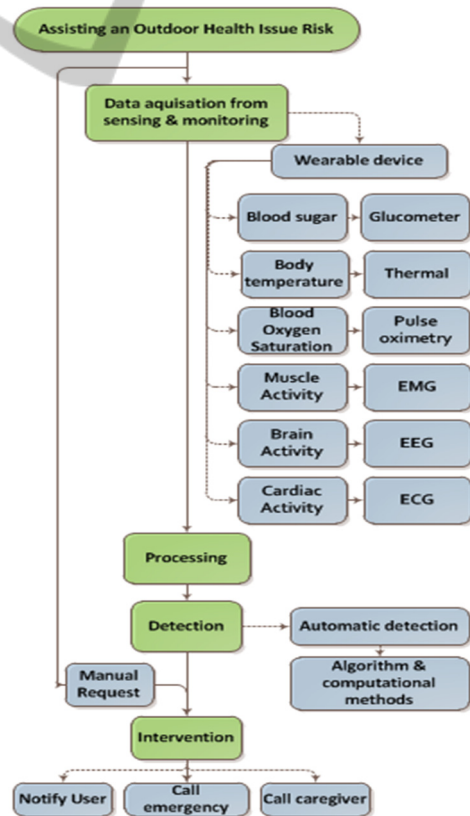 Assisting an Outdoor Health Issue Risk
Data aquisation from
sensing & monitoring
Wearable device
Blood sugar
Glucometer
Body
temperature
Thermal
Blood
Oxygen
Saturation
Pulse
oximetry
Muscle
Activity
EMG
Brain
Activity
EEG
Cardiac
Activity
ECG
Processing
Detection
Automatic detection
Algorithm &
computational
methods
Manual
Request
Intervention
Notify User
Call
emergency
Call caregiver